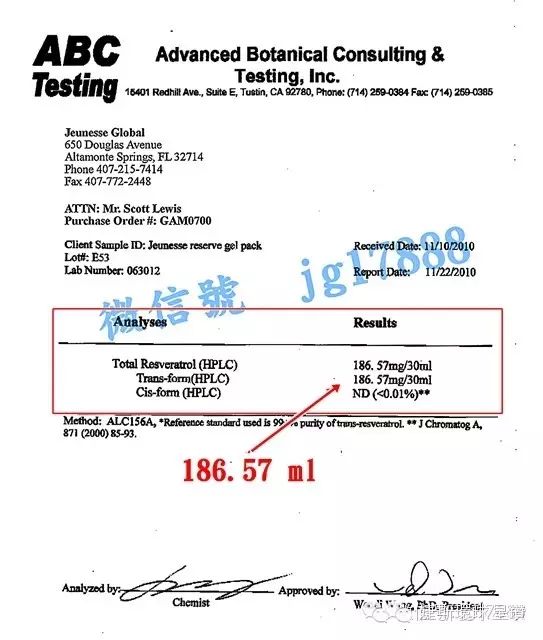 ABC
Testing
Advanced Botanical Consulting &
Testing, Inc.
15401 Redhill Ave., Suite E, Tustin, CA 92780, Phone: (714) 259-0384 Fax: (714) 259-0385
Jeunesse Global
650 Douglas Avenue
Altamonte Springs, FL 32714
Phone 407-215-7414
Fax 407-772-2448
ATTN: Mr. Scott Lewis
Purchase Order #: GAM0700
Client Sample ID: Jeunesse reserve gel pack
Received Date: 11/10/2010
Lot#: E53
Lab Number: 063012
Report Date: 11/22/2010
微信號 jg17888
Analyses Results
Total Resveratrol (HPLC) 186. 57mg/30ml
Trans-form(HPLC) 186. 57mg/30ml
Cis-form (HPLC) ND (<0.01%)**
Method: ALC156A, *Reference standard used is purity of trans-resveratrol. ** J Chromatog A,
871 (2000) 85-93.
186. 57 ml
Analyzed by: Approved by:
Chemist PhD, President